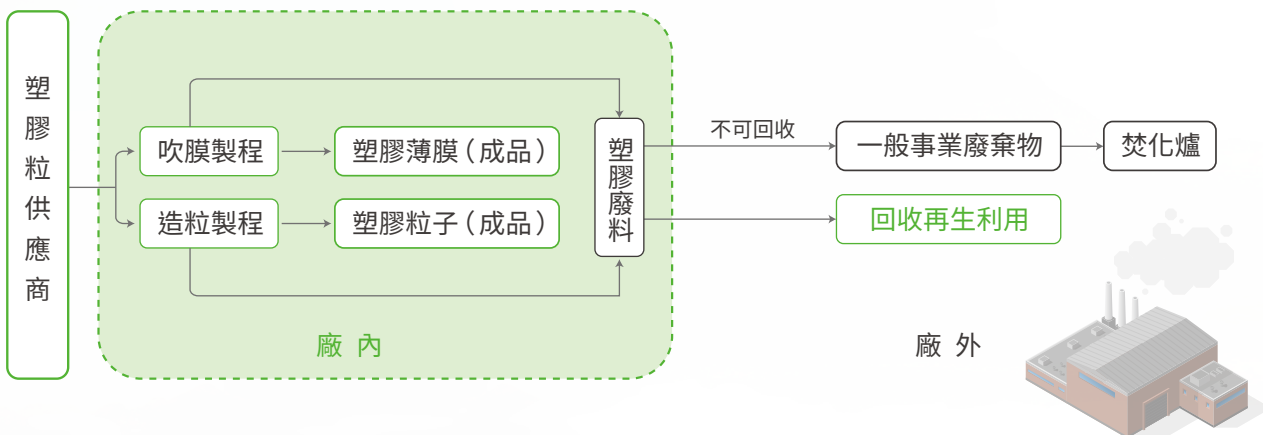 塑膠粒供應商
吹膜製程
塑膠薄膜（成品）
造粒製程
塑膠粒子（成品）
塑膠廢料
不可回收
一般事業廢棄物
焚化爐
回收再生利用
廠內
廠外